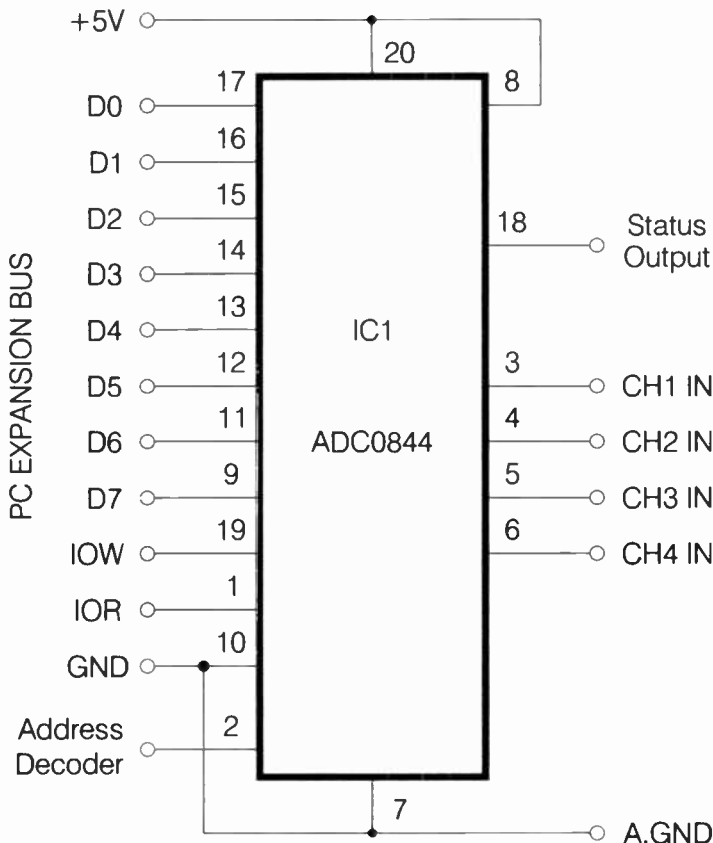 +5V
20
17
8
D0
16
D1
15
D2
18
Status
Output
14
D3
13
D4
IC1
12
D5
3
CH1 IN
11
D6
ADC0844
4
CH2 IN
9
D7
5
CH3 IN
19
IOW
6
CH4 IN
1
IOR
10
GND
2
Address
Decoder
7
A.GND
PC EXPANSION BUS